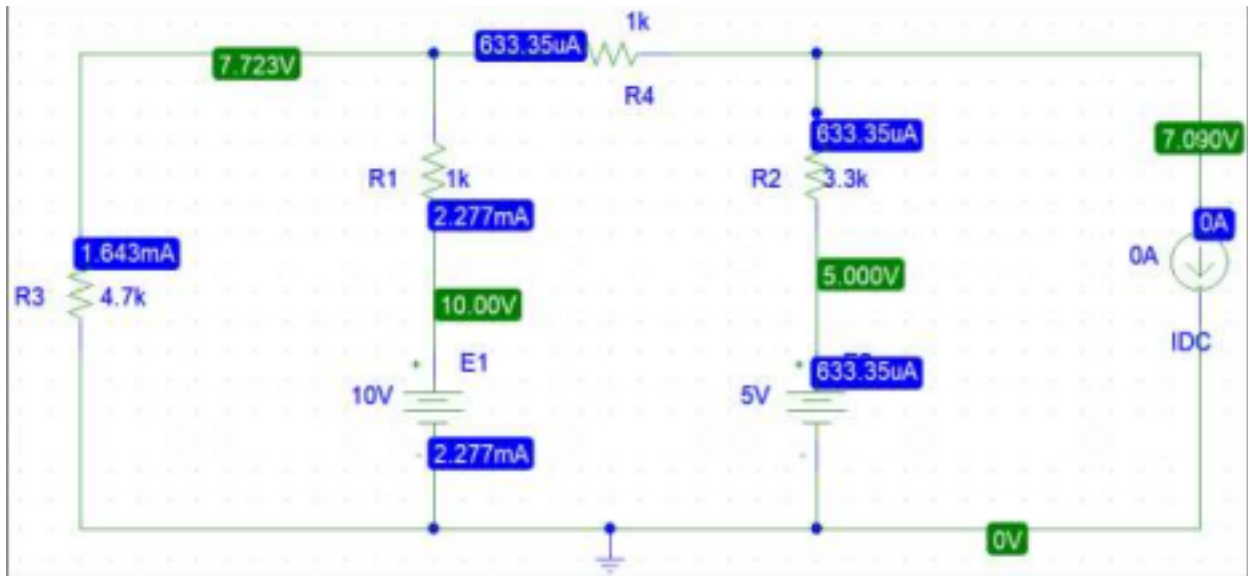 1k
633.35uA
7.723V
R4
633.35uA
7.090V
R1 1k
R2 3.3k
2.277mA
0A
1.643mA
0A
5.000V
R3 4.7k
10.00V
IDC
+ E1
+
633.35uA
10V
5V
- 2.277mA
-
0V